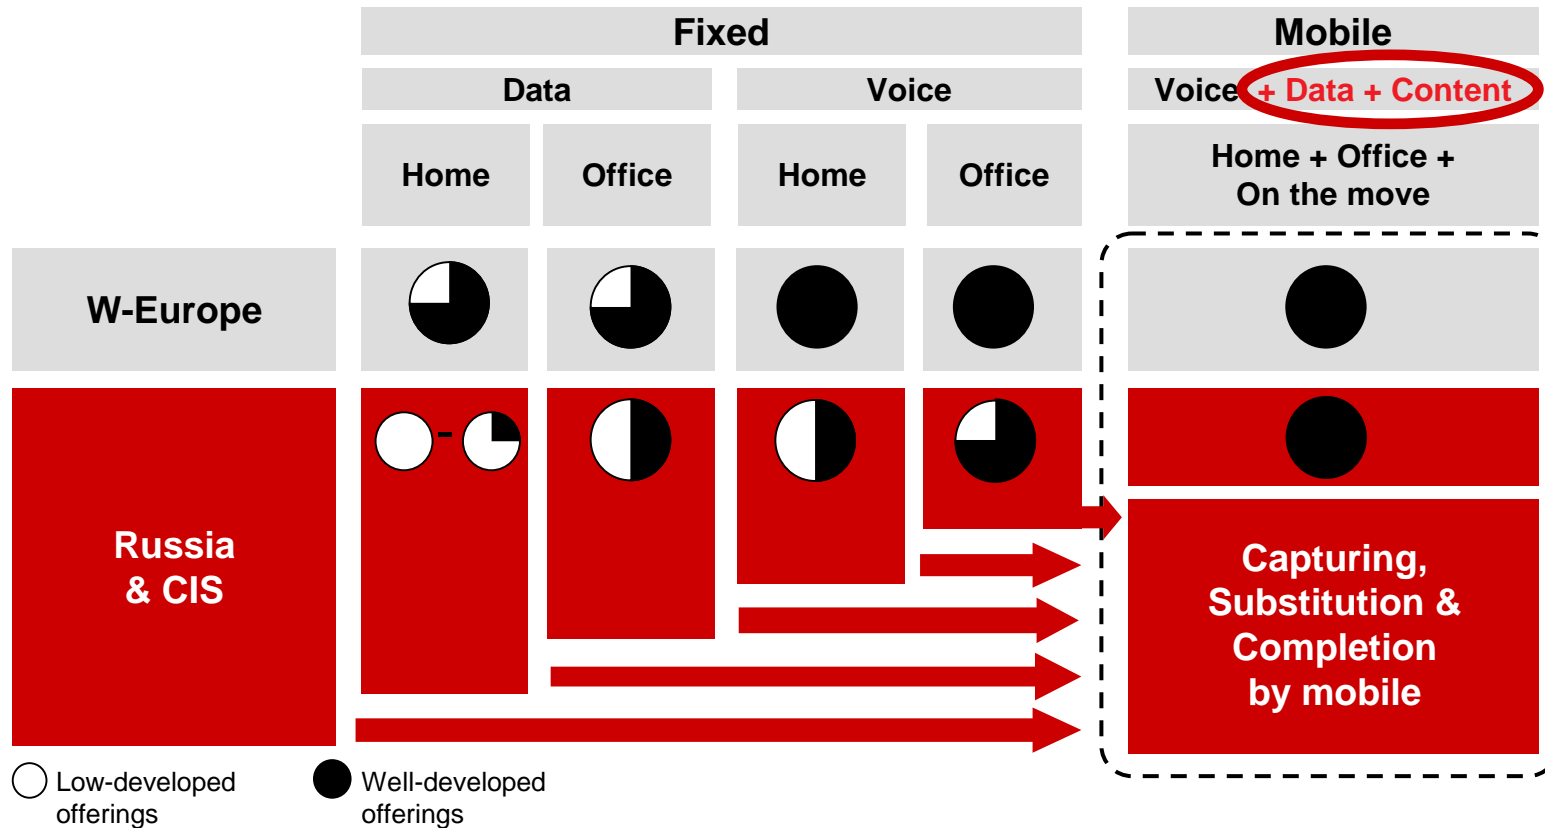 Fixed
Mobile
Data
Voice
Voice + Data + Content
Home
Office
Home
Office
Home + Office +
On the move
W-Europe
Russia
& CIS
-
Capturing,
Substitution &
Completion
by mobile
Low-developed
offerings
Well-developed
offerings